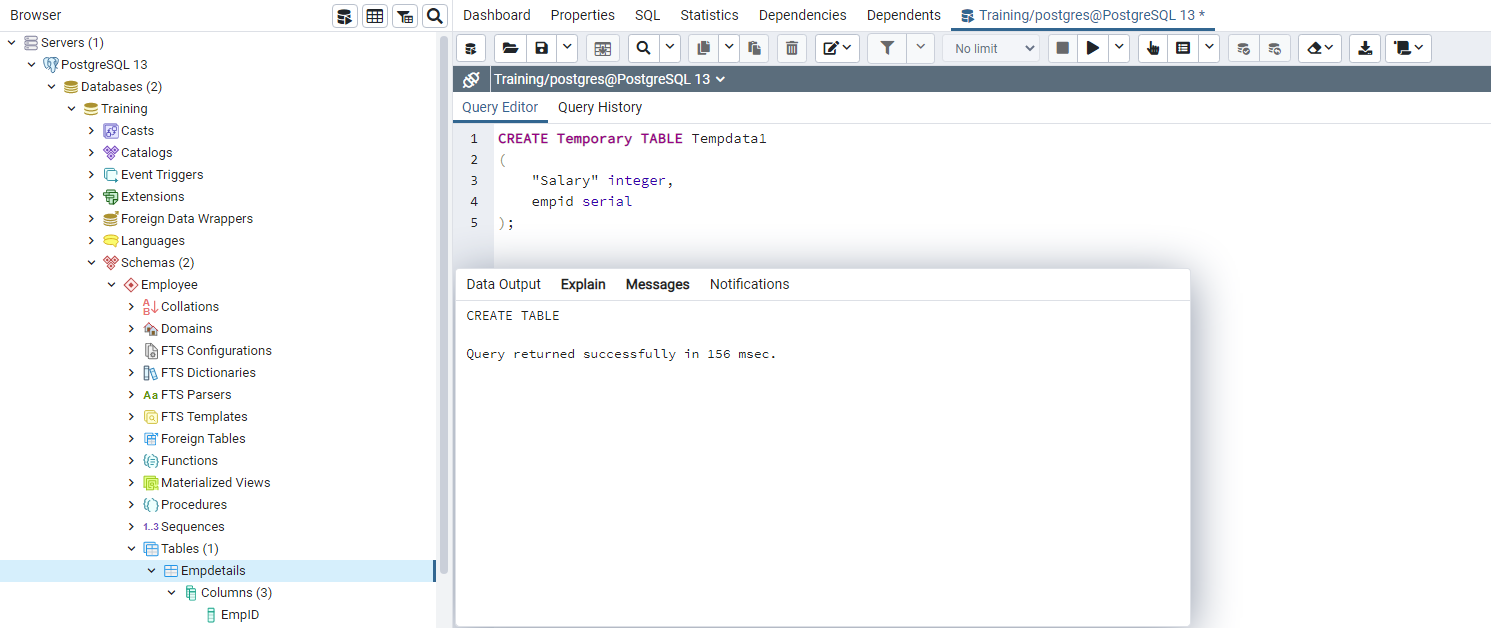 Browser
Servers (1)
PostgreSQL 13
Databases (2)
Training
Casts
Catalogs
Event Triggers
Extensions
Foreign Data Wrappers
Languages
Schemas (2)
Employee
Collations
Domains
FTS Configurations
FTS Dictionaries
Aa FTS Parsers
FTS Templates
Foreign Tables
Functions
Materialized Views
Procedures
1..3 Sequences
Tables (1)
Empdetails
Columns (3)
EmpID
Dashboard Properties SQL Statistics Dependencies Dependents Training/postgres@PostgreSQL 13 *
No limit
Training/postgres@PostgreSQL 13
Query Editor Query History
1 CREATE Temporary TABLE Tempdata1
2 (
3 "Salary" integer,
4 empid serial
5 );
Data Output Explain Messages Notifications
CREATE TABLE
Query returned successfully in 156 msec.